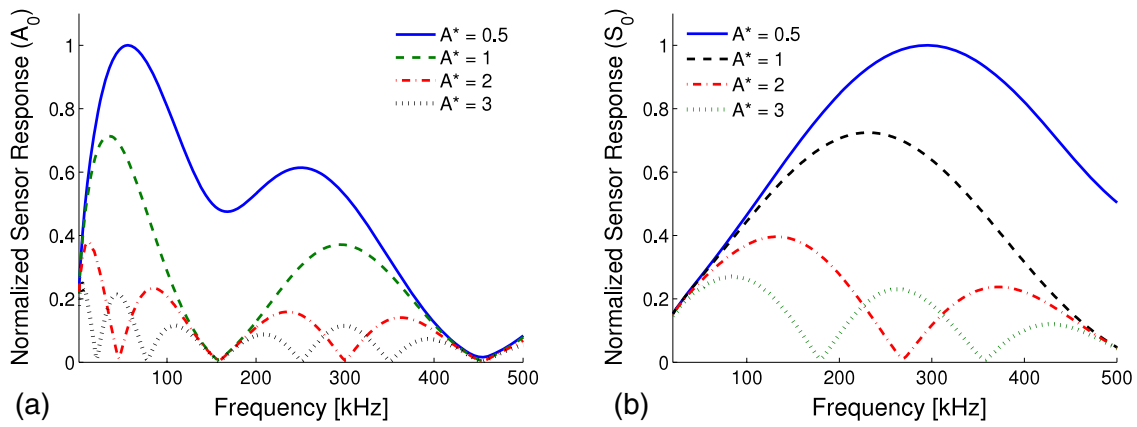 Normalized Sensor Response (A0)
1
0.8
0.6
0.4
0.2
0
100
200
300
400
500
A* = 0.5
A* = 1
A* = 2
A* = 3
Frequency [kHz]
(a)
Normalized Sensor Response (S0)
1
0.8
0.6
0.4
0.2
0
100
200
300
400
500
A* = 0.5
A* = 1
A* = 2
A* = 3
Frequency [kHz]
(b)